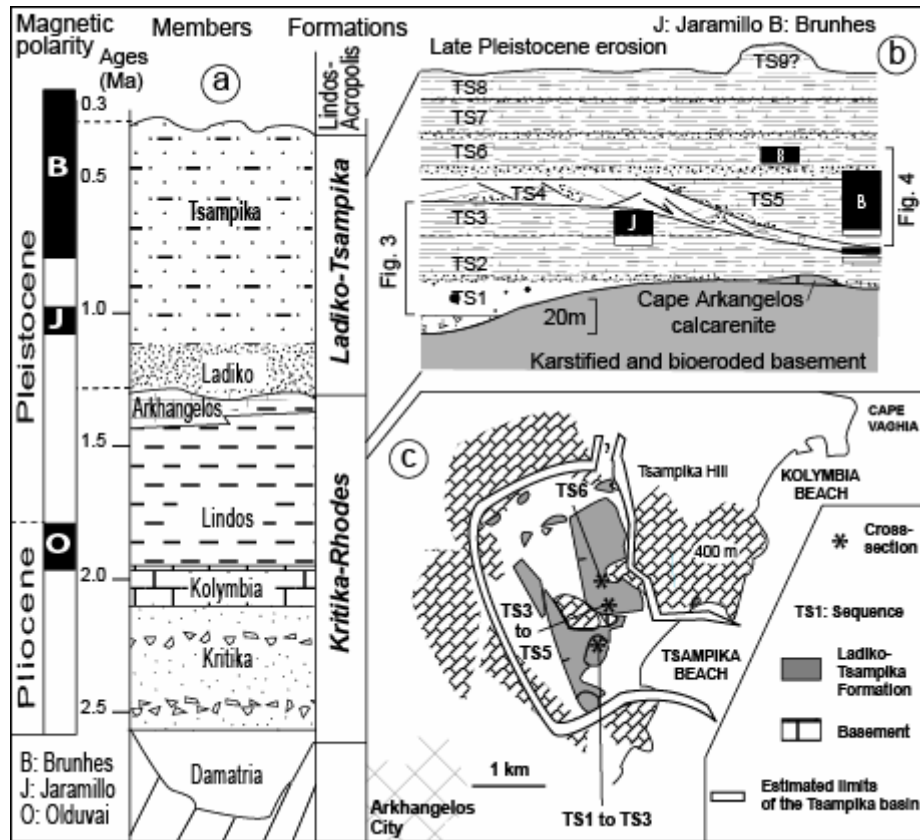 Magnetic polarity
Members
Formations
Ages (Ma)
a
0.3
0.5
1.0
1.5
2.0
2.5
B
J
O
Pleistocene
Pliocene
Tsampika
Ladiko
Arkhangelos
Lindos
Kolymbia
Kritika
Damatria
Lindos-Acropolis
Ladiko-Tsampika
Kritika-Rhodes
B: Brunhes
J: Jaramillo
O: Olduvai
J: Jaramillo B: Brunhes
Late Pleistocene erosion
b
TS9?
TS8
TS7
TS6
B
TS4
TS5
B
TS3
J
TS2
TS1
Fig. 3
Fig. 4
20m
Cape Arkangelos
calcarenite
Karstified and bioeroded basement
c
CAPE
VAGHIA
KOLYMBIA
BEACH
Tsampika Hill
TS6
400 m
TS3
to
TS5
TSAMPIKA
BEACH
1 km
Arkhangelos
City
TS1 to TS3
Cross-
section
TS1: Sequence
Ladiko-
Tsampika
Formation
Basement
Estimated limits
of the Tsampika basin